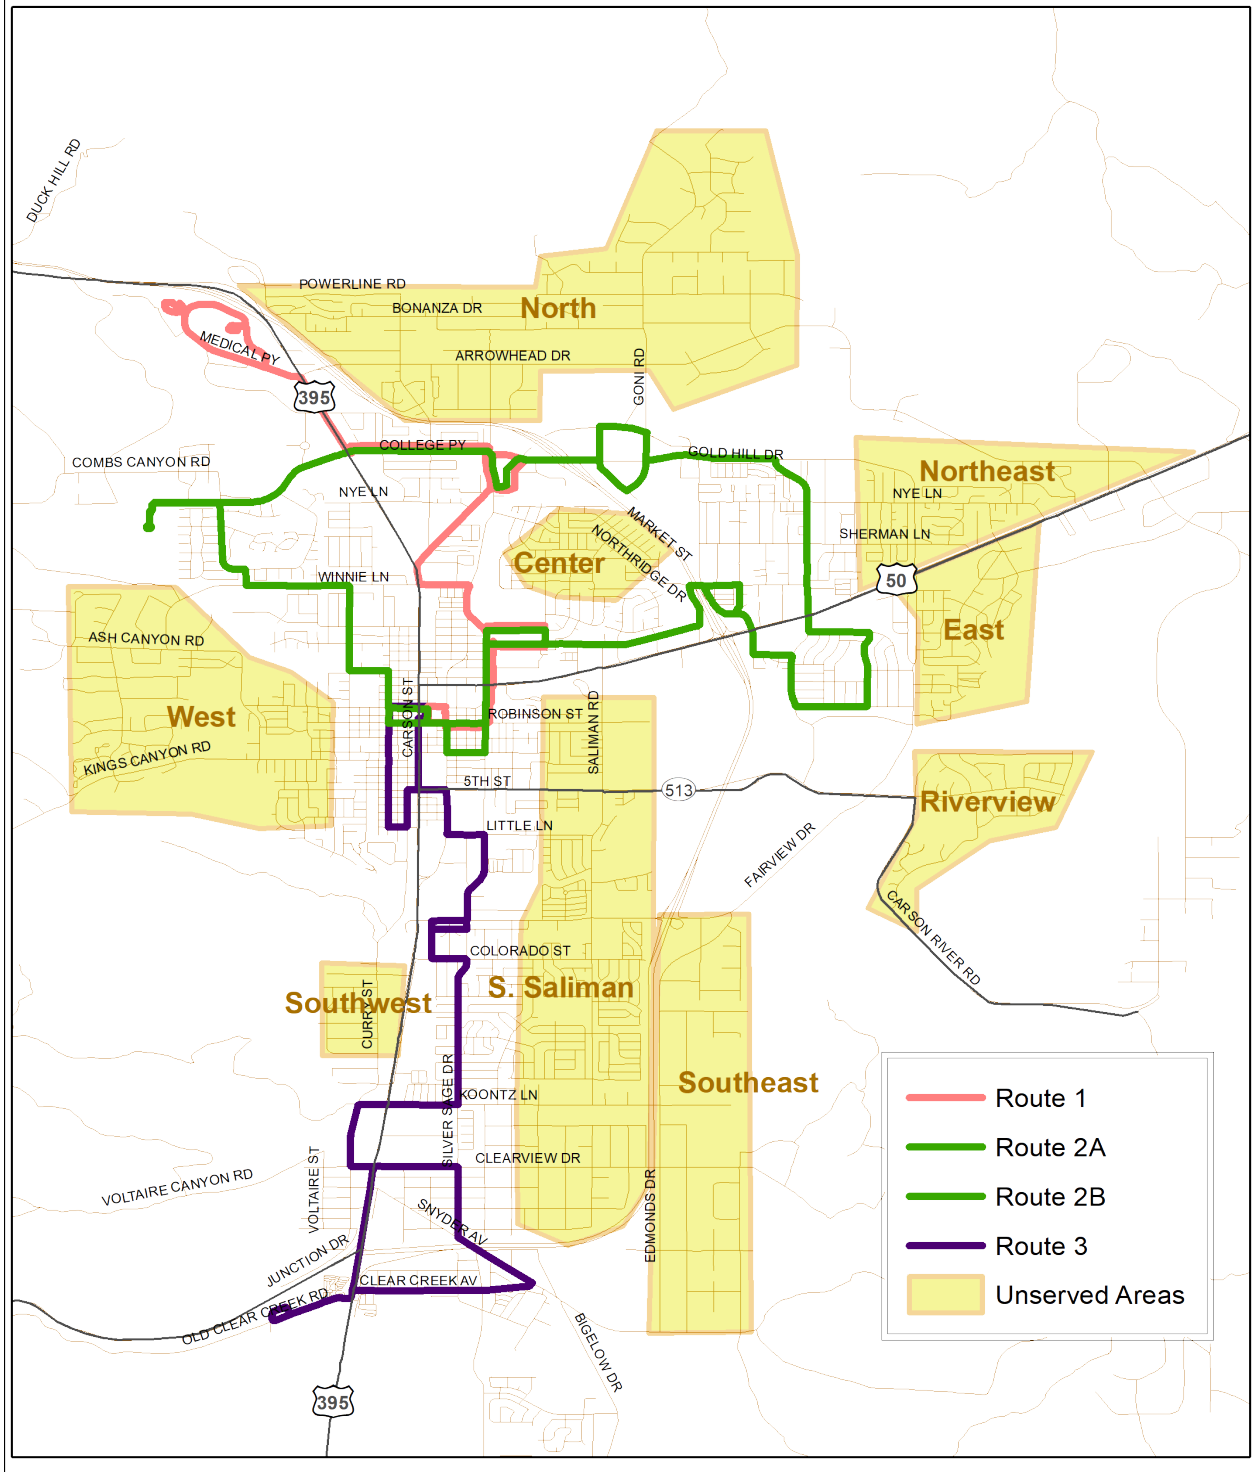 DUCK HILL RD
POWERLINE RD
BONANZA DR
North
MEDICAL PY
ARROWHEAD DR
GONI RD
395
COLLEGE PY
GOLD HILL DR
COMBS CANYON RD
Northeast
NYE LN
NYE LN
MARKET ST
SHERMAN LN
NORTHRIDGE DR
Center
WINNIE LN
50
ASH CANYON RD
East
West
CARSON ST
ROBINSON ST
SALIMAN RD
KINGS CANYON RD
5TH ST
513
Riverview
LITTLE LN
FAIRVIEW DR
CARSON RIVER RD
COLORADO ST
S. Saliman
Southwest
CURRY ST
Southeast
SILVER SAGE DR
KOONTZ LN
CLEARVIEW DR
VOLTAIRE CANYON RD
VOLTAIRE ST
SNYDER AV
EDMONDS DR
JUNCTION DR
CLEAR CREEK AV
OLD CLEAR CREEK RD
BIGELOW DR
395
Route 1
Route 2A
Route 2B
Route 3
Unserved Areas